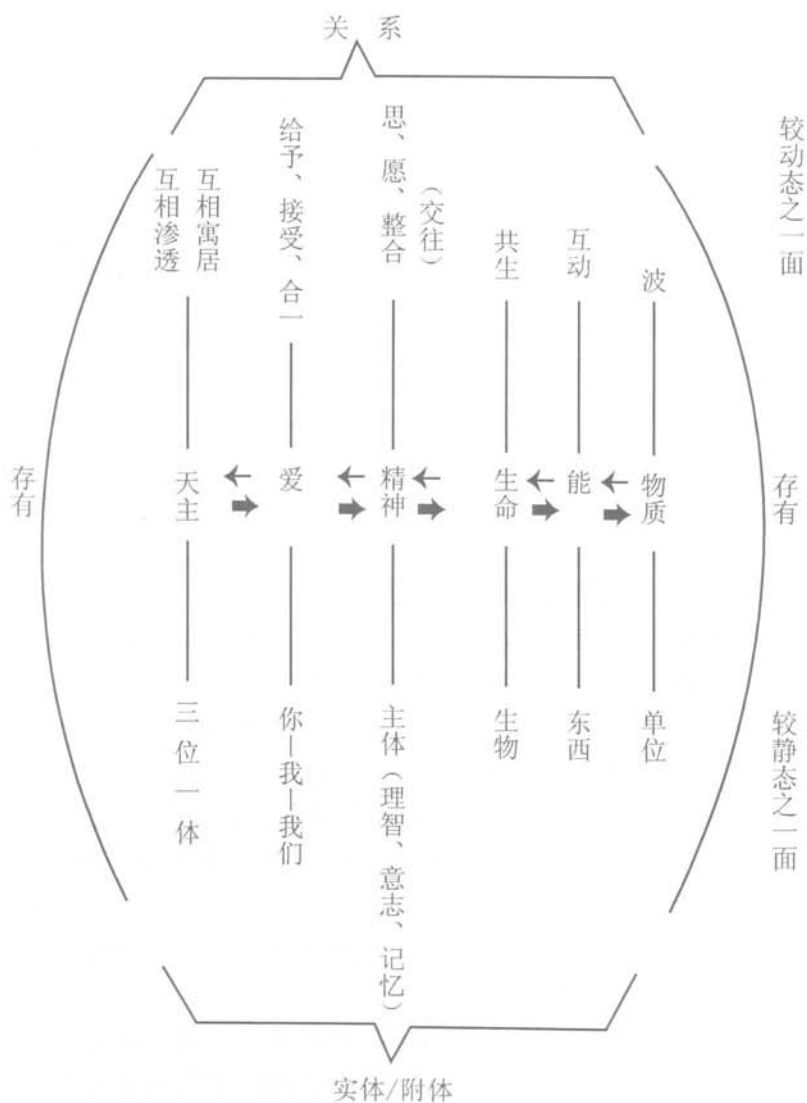 关 系
较动态之一面
波
互动
共生
(交往)
思、愿、整合
给予、接受、合一
互相寓居
互相渗透
存有
物质
能
生命
精神
爱
天主
存有
较静态之一面
单位
东西
生物
主体(理智、意志、记忆)
你—我—我们
三位一体
实体/附体